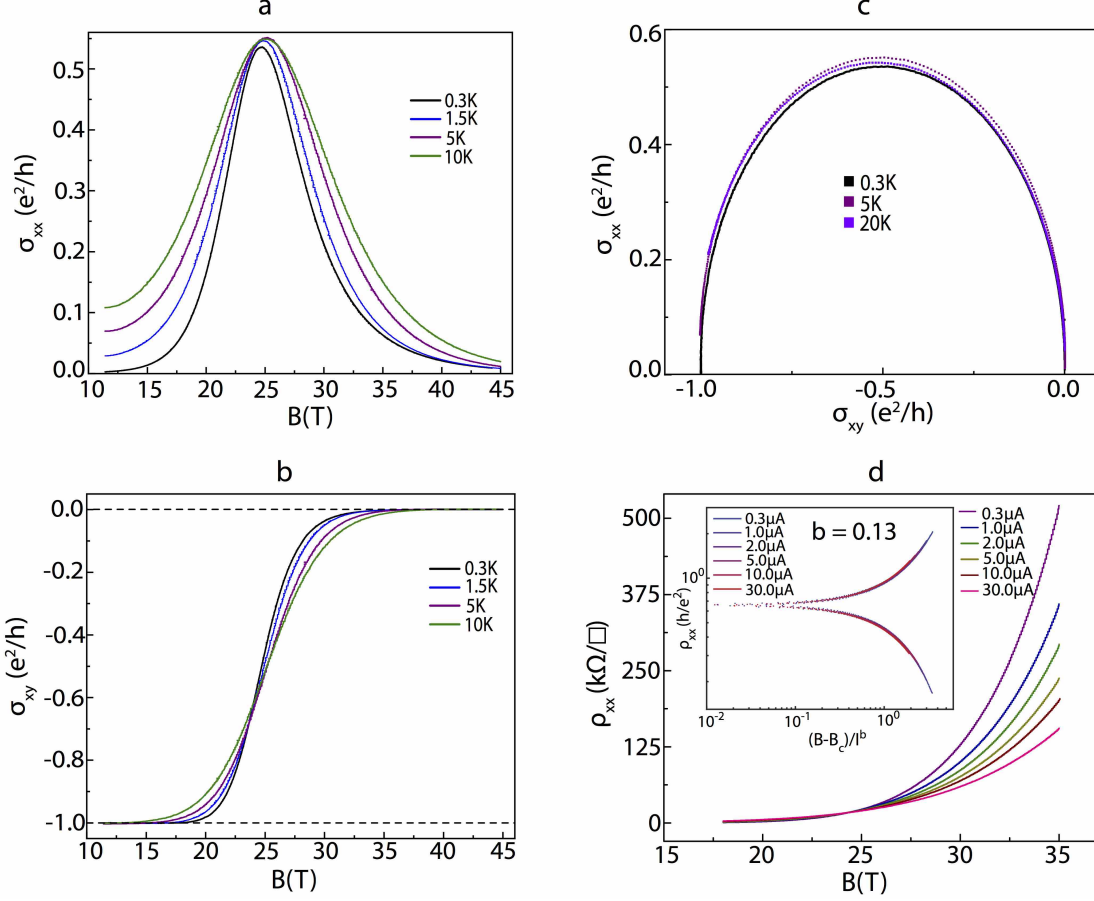 a
σxx (e²/h)
0.5
0.4
0.3
0.2
0.1
0.0
0.3K
1.5K
5K
10K
10 15 20 25 30 35 40 45
B(T)
c
σxx (e²/h)
0.6
0.4
0.2
0.0
0.3K
5K
20K
-1.0 -0.5 0.0
σxy (e²/h)
b
σxy (e²/h)
0.0
-0.2
-0.4
-0.6
-0.8
-1.0
0.3K
1.5K
5K
10K
10 15 20 25 30 35 40 45
B(T)
d
ρxx (kΩ/□)
500
375
250
125
0
0.3μA
1.0μA
2.0μA
5.0μA
10.0μA
30.0μA
b = 0.13
ρxx (h/e²)
10⁰
10⁻² 10⁻¹ 10⁰
(B-Bc)/Iᵇ
0.3μA
1.0μA
2.0μA
5.0μA
10.0μA
30.0μA
15 20 25 30 35
B(T)